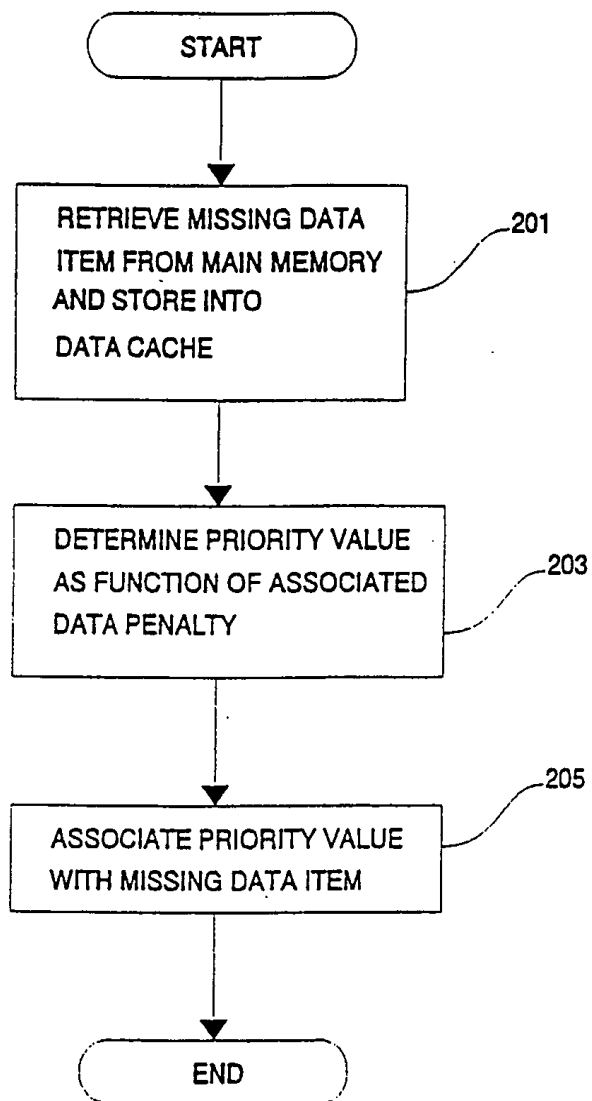 START
RETRIEVE MISSING DATA
ITEM FROM MAIN MEMORY
AND STORE INTO
DATA CACHE
201
DETERMINE PRIORITY VALUE
AS FUNCTION OF ASSOCIATED
DATA PENALTY
203
ASSOCIATE PRIORITY VALUE
WITH MISSING DATA ITEM
205
END